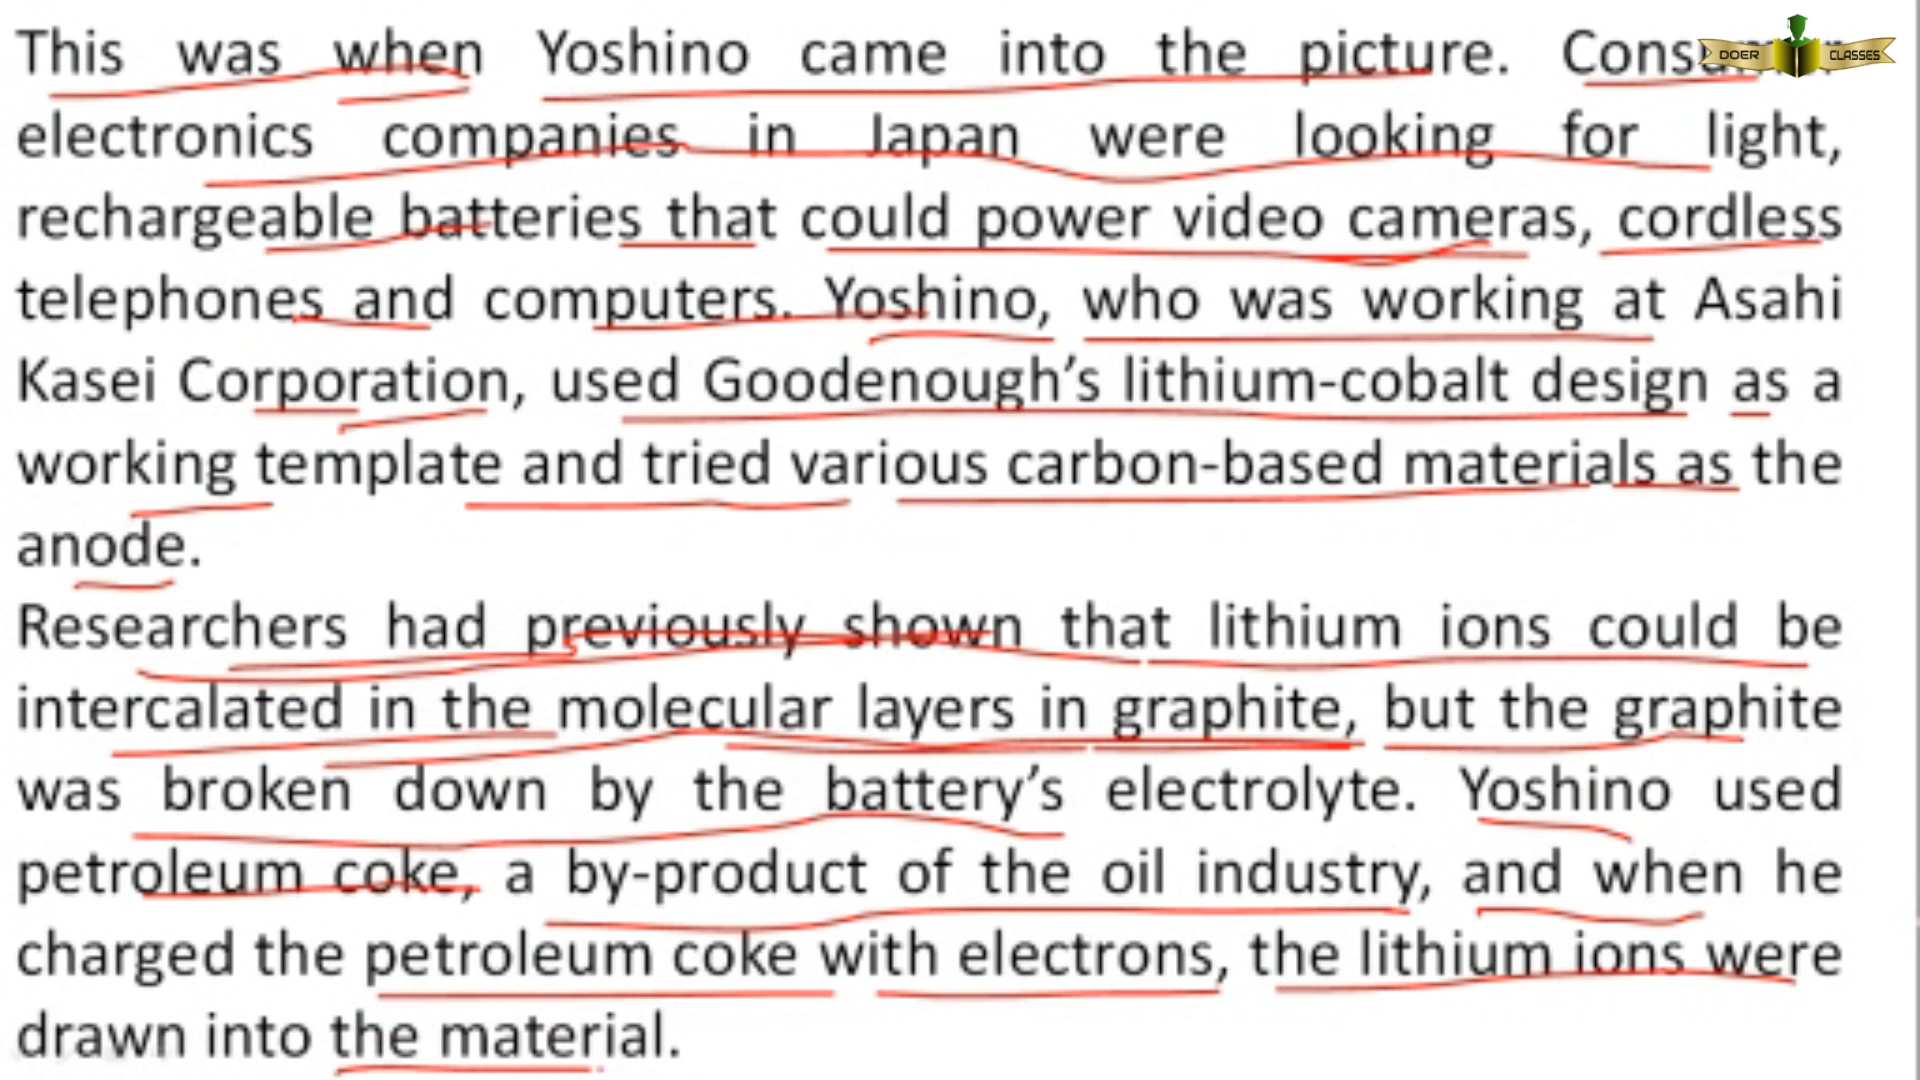 This was when Yoshino came into the picture. Consumer
DOER CLASSES
electronics companies in Japan were looking for light,
rechargeable batteries that could power video cameras, cordless
telephones and computers. Yoshino, who was working at Asahi
Kasei Corporation, used Goodenough’s lithium-cobalt design as a
working template and tried various carbon-based materials as the
anode.
Researchers had previously shown that lithium ions could be
intercalated in the molecular layers in graphite, but the graphite
was broken down by the battery’s electrolyte. Yoshino used
petroleum coke, a by-product of the oil industry, and when he
charged the petroleum coke with electrons, the lithium ions were
drawn into the material.